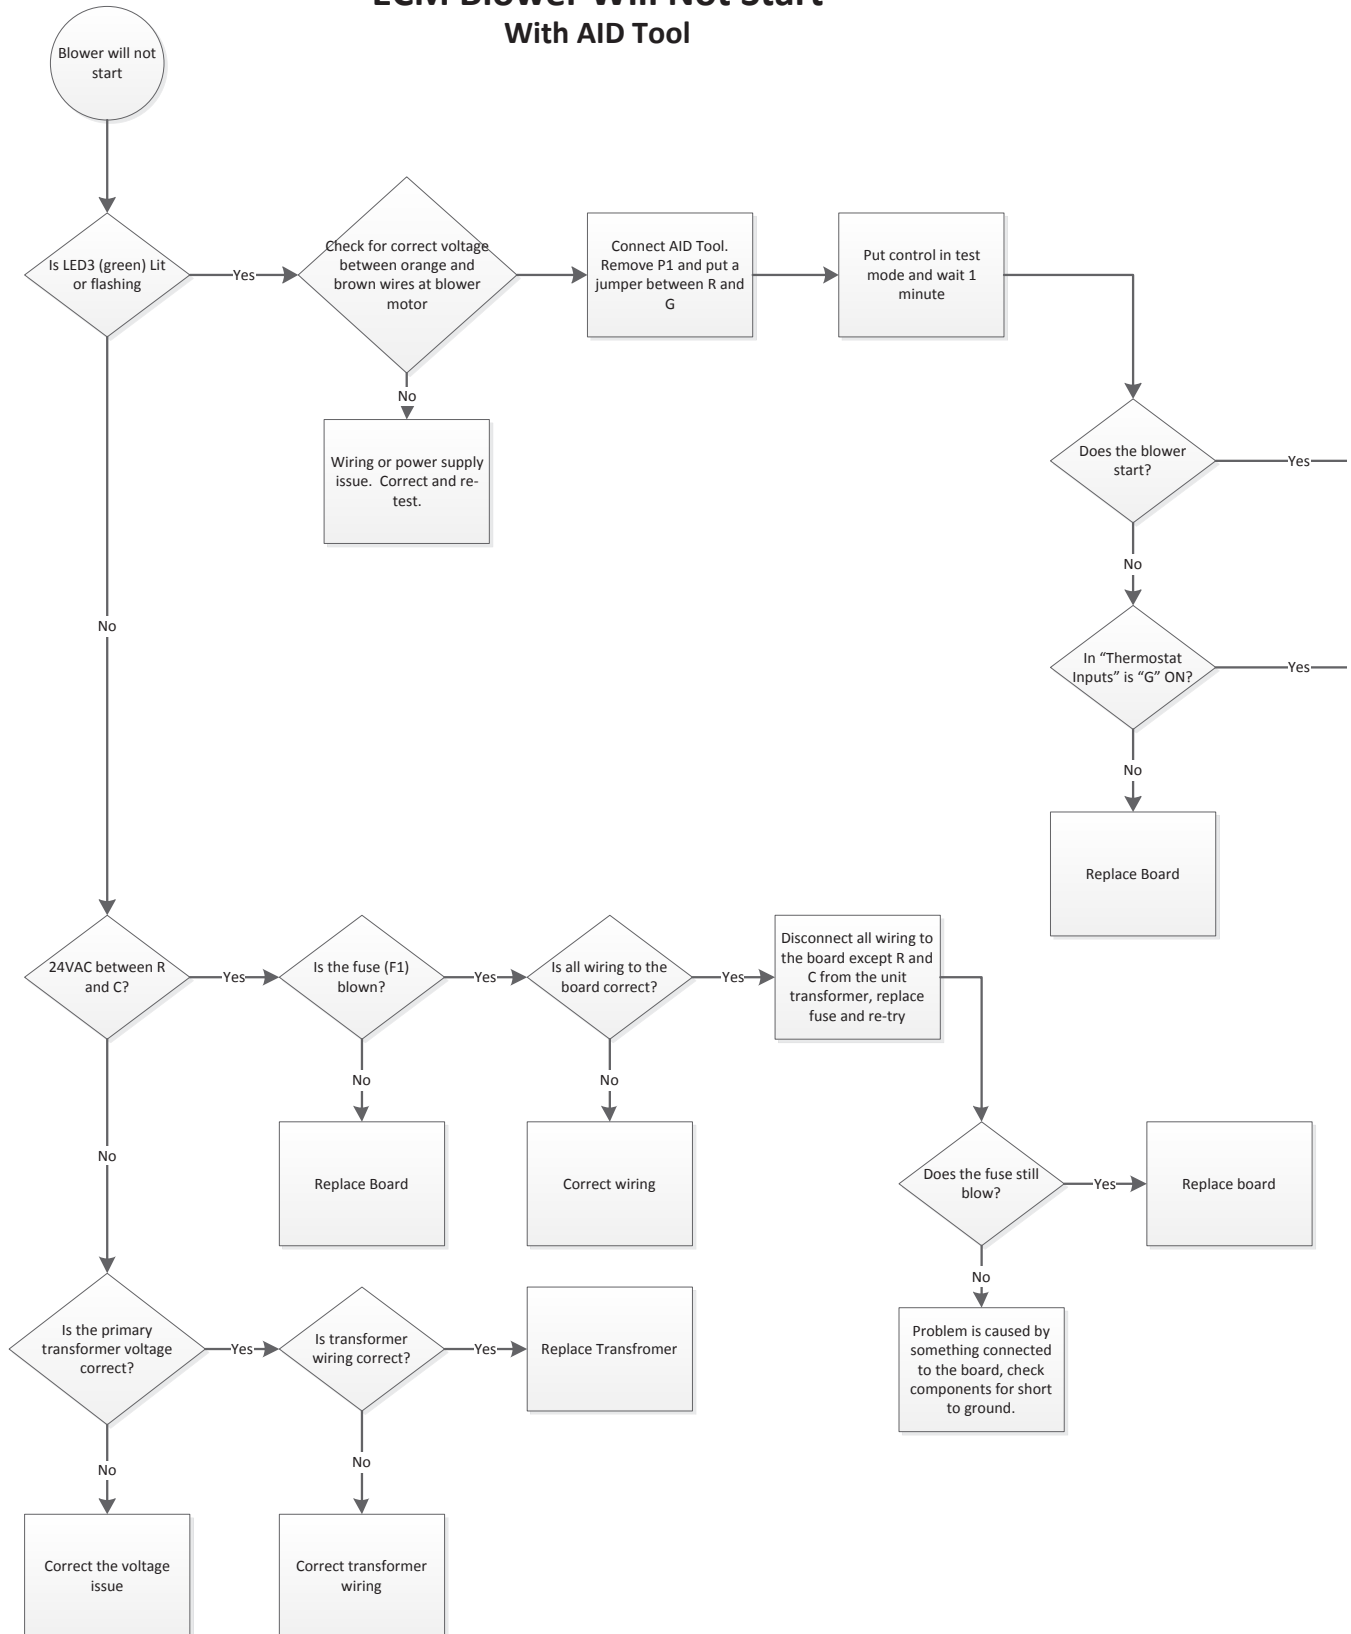 With AID Tool
Blower will not
start
Is LED3 (green) Lit
or flashing
Yes
Check for correct voltage
between orange and
brown wires at blower
motor
Connect AID Tool.
Remove P1 and put a
jumper between R and
G
Put control in test
mode and wait 1
minute
No
Wiring or power supply
issue.  Correct and re-
test.
Does the blower
start?
Yes
No
No
In “Thermostat
Inputs” is “G” ON?
Yes
No
Replace Board
24VAC between R
and C?
Yes
Is the fuse (F1)
blown?
Yes
Is all wiring to the
board correct?
Yes
Disconnect all wiring to
the board except R and
C from the unit
transformer, replace
fuse and re-try
No
No
No
Replace Board
Correct wiring
Does the fuse still
blow?
Yes
Replace board
No
Is the primary
transformer voltage
correct?
Yes
Is transformer
wiring correct?
Yes
Replace Transfromer
Problem is caused by
something connected
to the board, check
components for short
to ground.
No
No
Correct the voltage
issue
Correct transformer
wiring